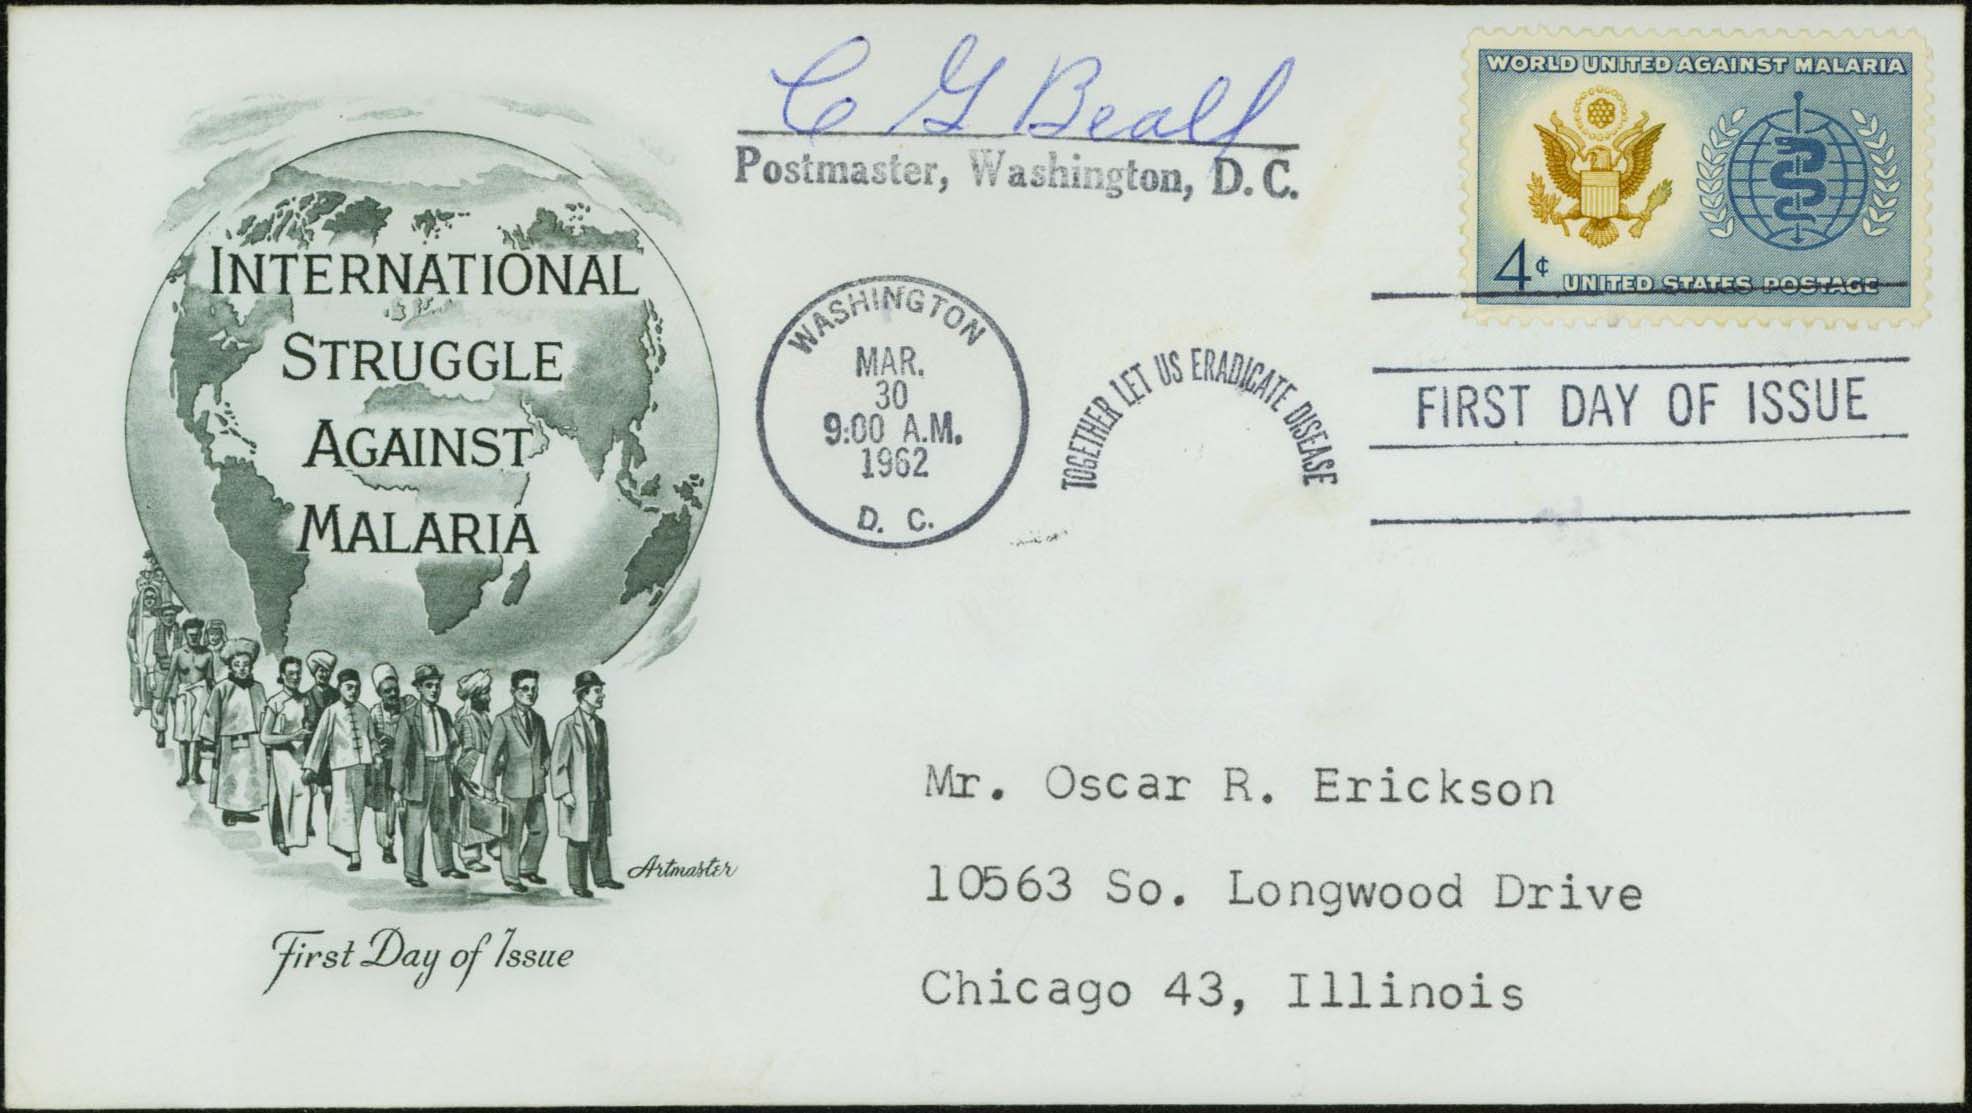 C G Beall
Postmaster, Washington, D.C.
WORLD UNITED AGAINST MALARIA
4¢
UNITED STATES POSTAGE
INTERNATIONAL
STRUGGLE
AGAINST
MALARIA
WASHINGTON
MAR.
30
9:00 A.M.
1962
D. C.
TOGETHER LET US ERADICATE DISEASE
FIRST DAY OF ISSUE
Artmaster
First Day of Issue
Mr. Oscar R. Erickson
10563 So. Longwood Drive
Chicago 43, Illinois